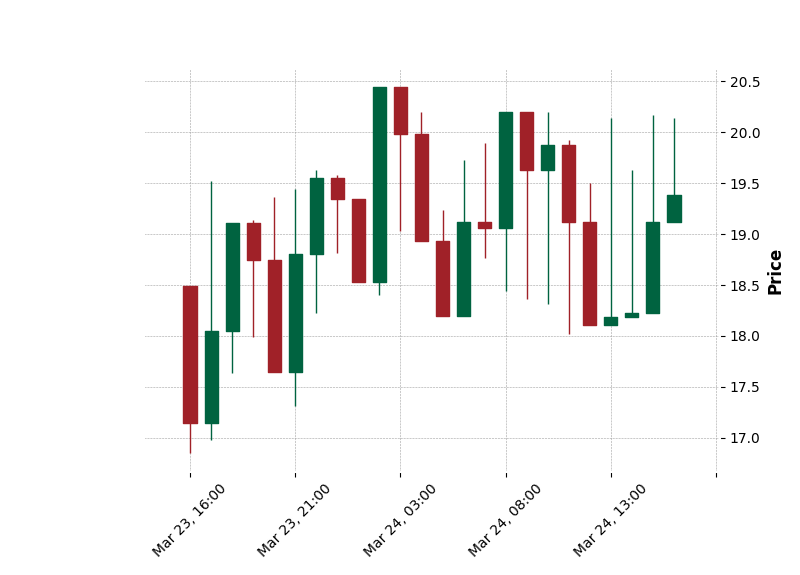 20.5
20.0
19.5
19.0
18.5
18.0
17.5
17.0
Price
Mar 23, 16:00
Mar 23, 21:00
Mar 24, 03:00
Mar 24, 08:00
Mar 24, 13:00